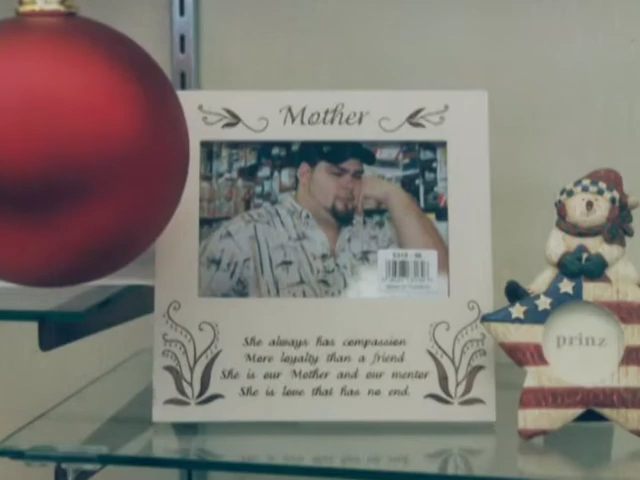 Mother
She always has compassion
More loyalty than a friend
She is our Mother and our mentor
She is love that has no end.
prinz